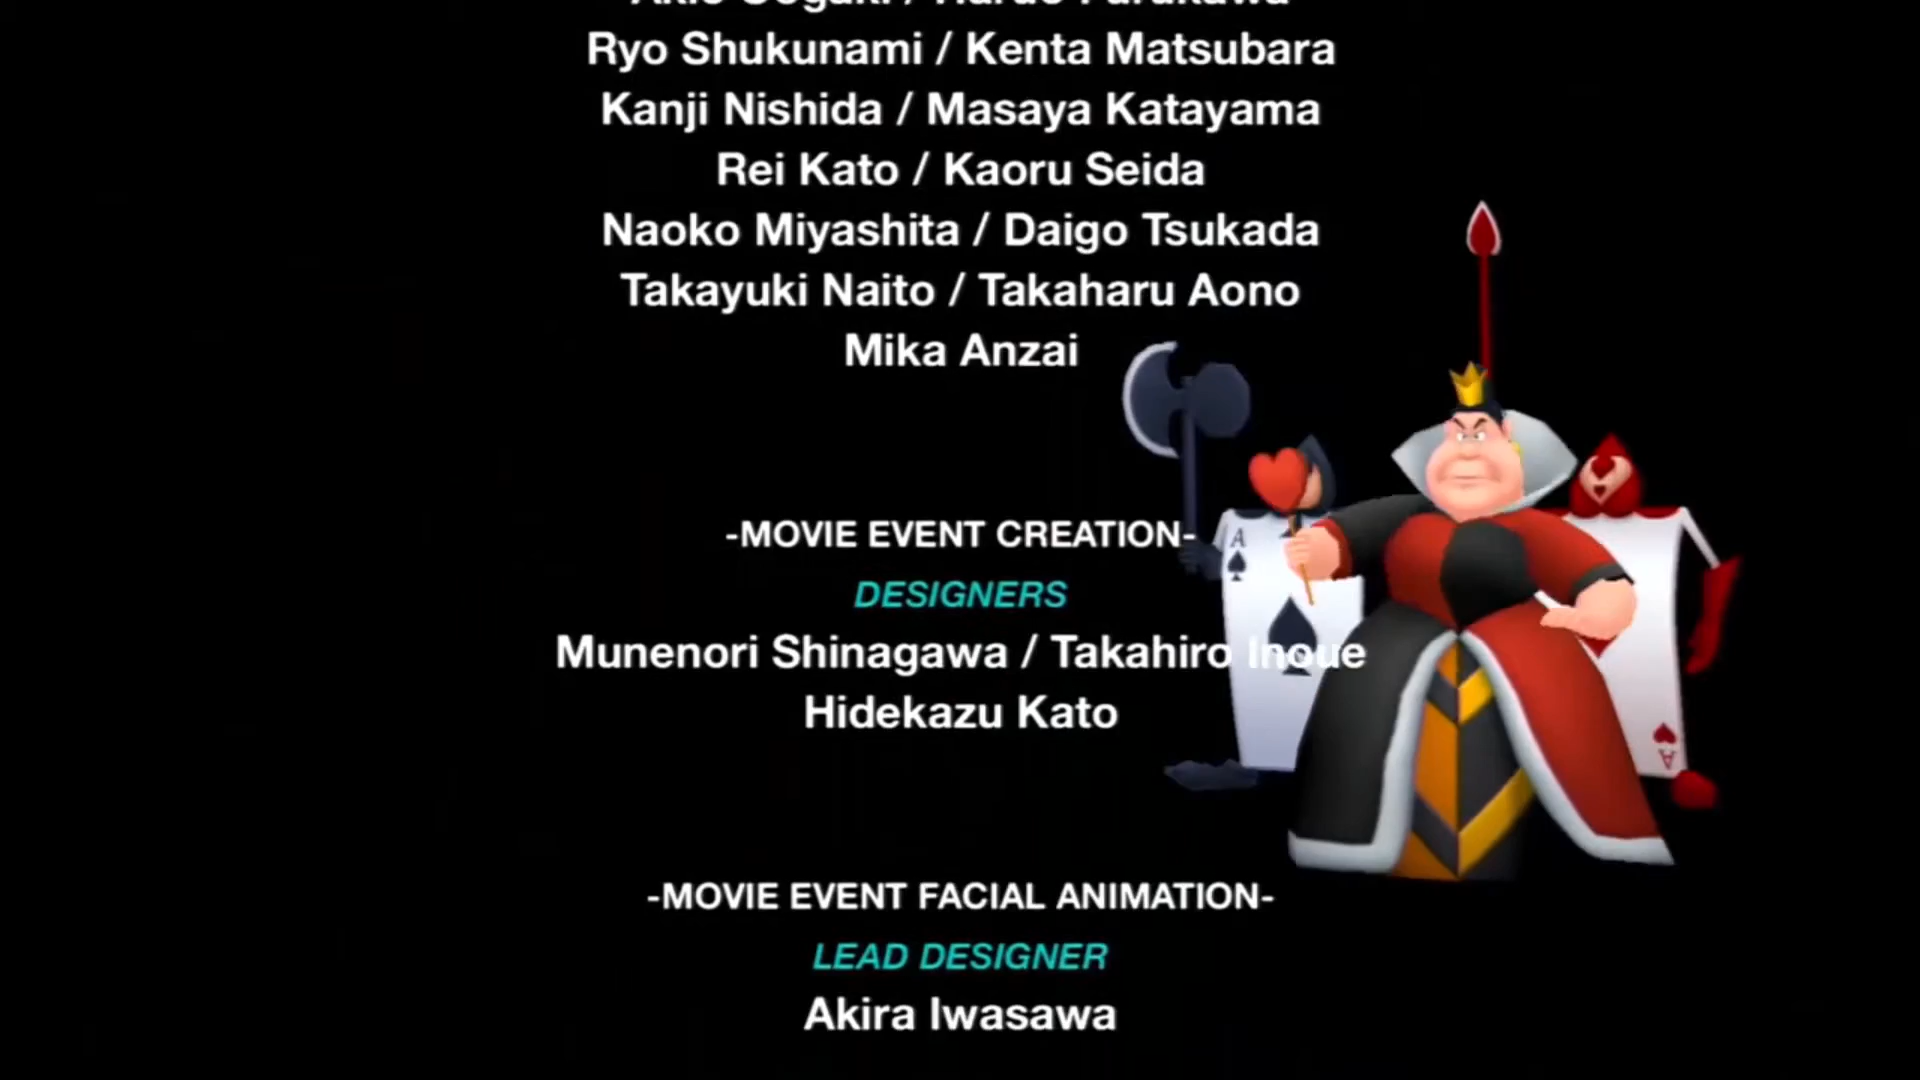 Ryo Shukunami / Kenta Matsubara
Kanji Nishida / Masaya Katayama
Rei Kato / Kaoru Seida
Naoko Miyashita / Daigo Tsukada
Takayuki Naito / Takaharu Aono
Mika Anzai
-MOVIE EVENT CREATION-
DESIGNERS
Munenori Shinagawa / Takahiro Inoue
Hidekazu Kato
-MOVIE EVENT FACIAL ANIMATION-
LEAD DESIGNER
Akira Iwasawa
A
A